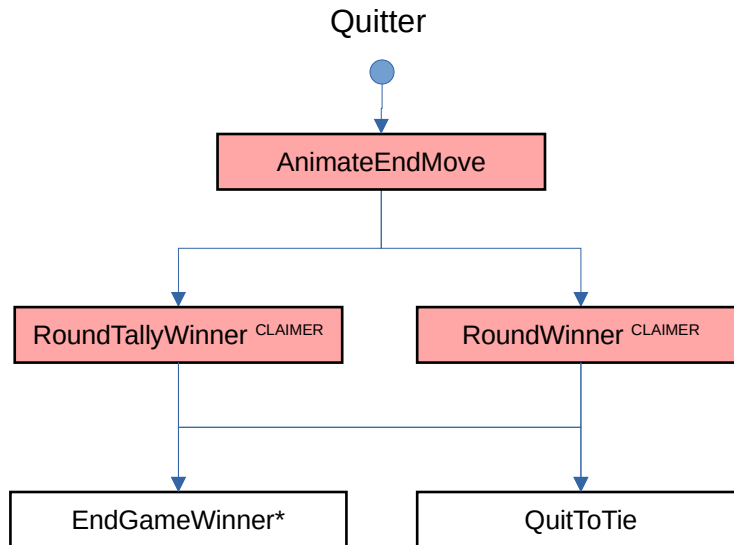 Quitter
AnimateEndMove
RoundTallyWinner CLAIMER
RoundWinner CLAIMER
EndGameWinner*
QuitToTie